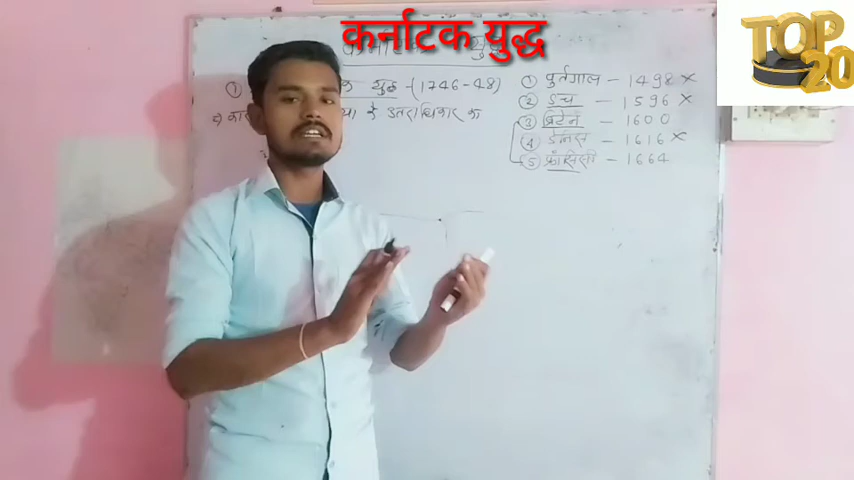 कर्नाटक युद्ध
TOP
20
① क युद्ध -(1746-48)
=) कार या के उत्तराधिकार का
① पुर्तगाल - 1498 ×
② डच - 1596 ×
③ ब्रिटेन - 1600
④ डेनिस - 1616 ×
⑤ फ्रांसिसी - 1664